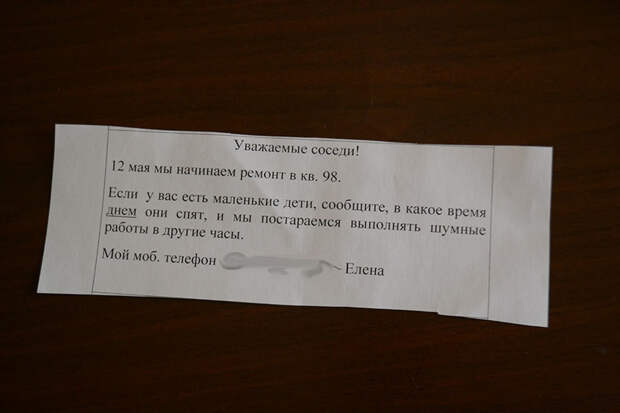 Уважаемые соседи!
12 мая мы начинаем ремонт в кв. 98.
Если у вас есть маленькие дети, сообщите, в какое время
днем они спят, и мы постараемся выполнять шумные
работы в другие часы.
Мой моб. телефон – Елена